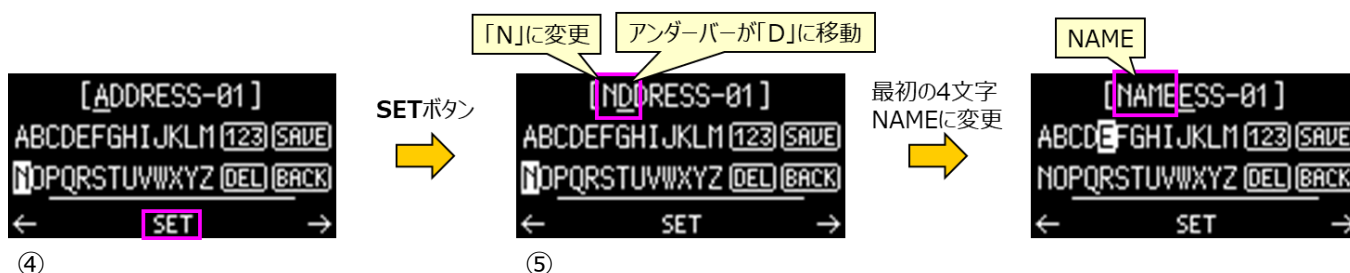 「N」に変更
アンダーバーが「D」に移動
NAME
[ADDRESS-01]
ABCDEFGHIJKLM 123 SAVE
NOPQRSTUVWXYZ DEL BACK
← SET →
④
SETボタン
[NDDRESS-01]
ABCDEFGHIJKLM 123 SAVE
NOPQRSTUVWXYZ DEL BACK
← SET →
⑤
最初の4文字
NAMEに変更
[NAMEESS-01]
ABCDEFGHIJKLM 123 SAVE
NOPQRSTUVWXYZ DEL BACK
← SET →